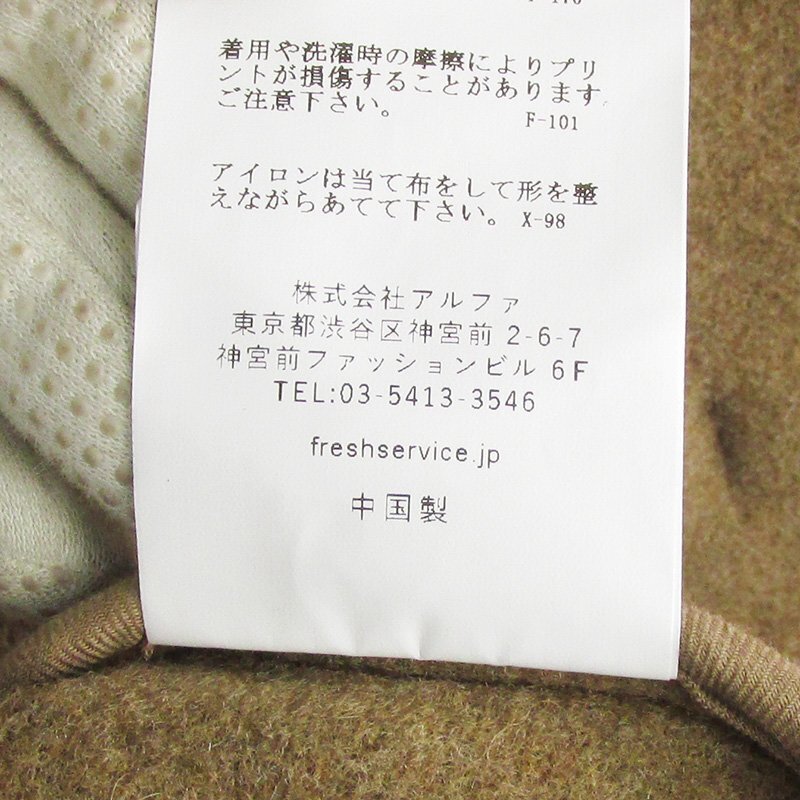 着用や洗濯時の摩擦によりプリ
ントが損傷することがあります。
ご注意下さい。
F-101
アイロンは当て布をして形を整
えながらあてて下さい。 X-98
株式会社アルファ
東京都渋谷区神宮前 2-6-7
神宮前ファッションビル 6F
TEL:03-5413-3546
freshservice.jp
中国製